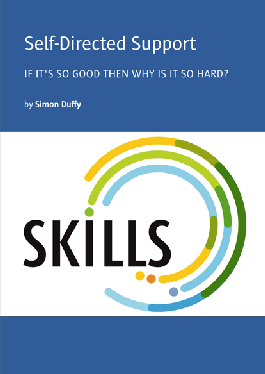 Self-Directed Support
IF IT'S SO GOOD THEN WHY IS IT SO HARD?
by Simon Duffy
SKILLS